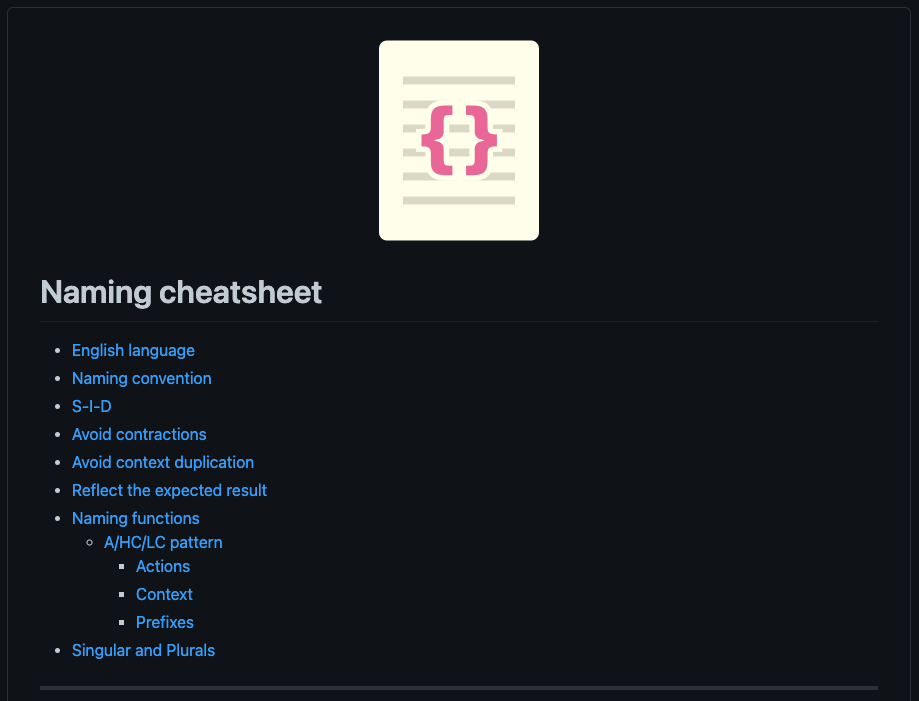 {}
Naming cheatsheet
English language
Naming convention
S-I-D
Avoid contractions
Avoid context duplication
Reflect the expected result
Naming functions
A/HC/LC pattern
Actions
Context
Prefixes
Singular and Plurals